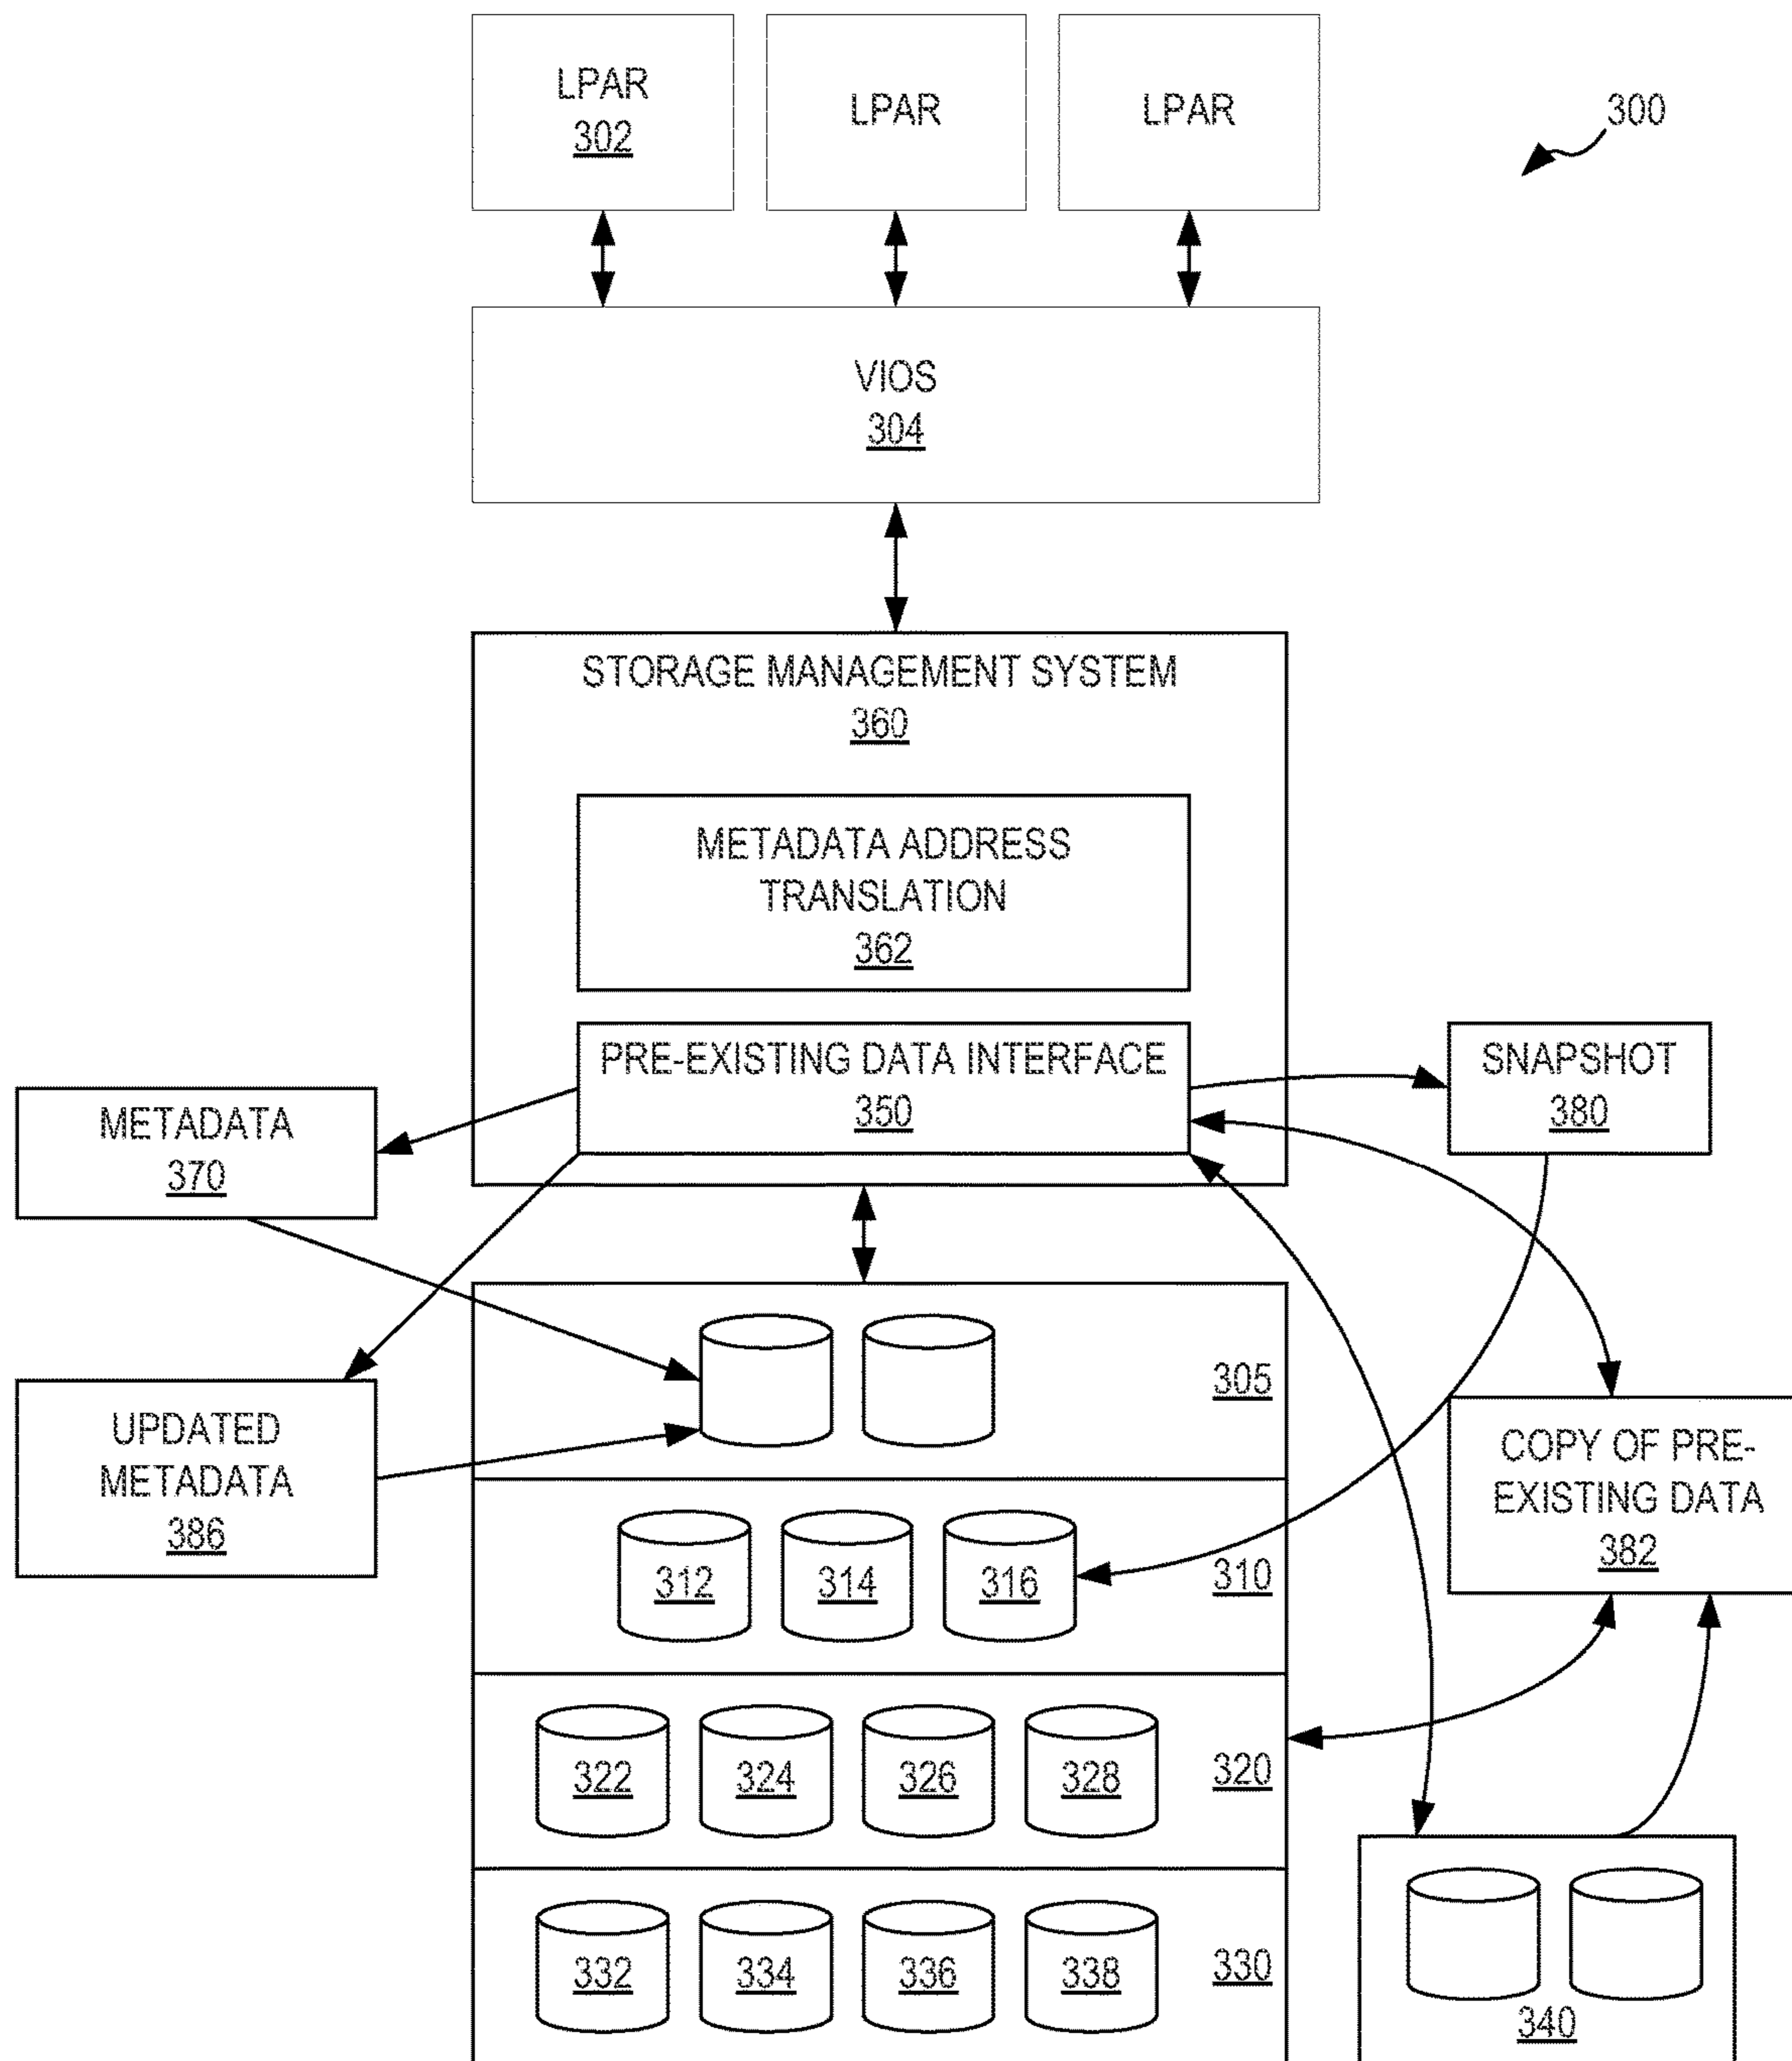 LPAR
302
LPAR
LPAR
300
VIOS
304
STORAGE MANAGEMENT SYSTEM
360
METADATA ADDRESS
TRANSLATION
362
PRE-EXISTING DATA INTERFACE
350
SNAPSHOT
380
METADATA
370
305
UPDATED
METADATA
386
COPY OF PRE-
EXISTING DATA
382
312
314
316
310
322
324
326
328
320
332
334
336
338
330
340